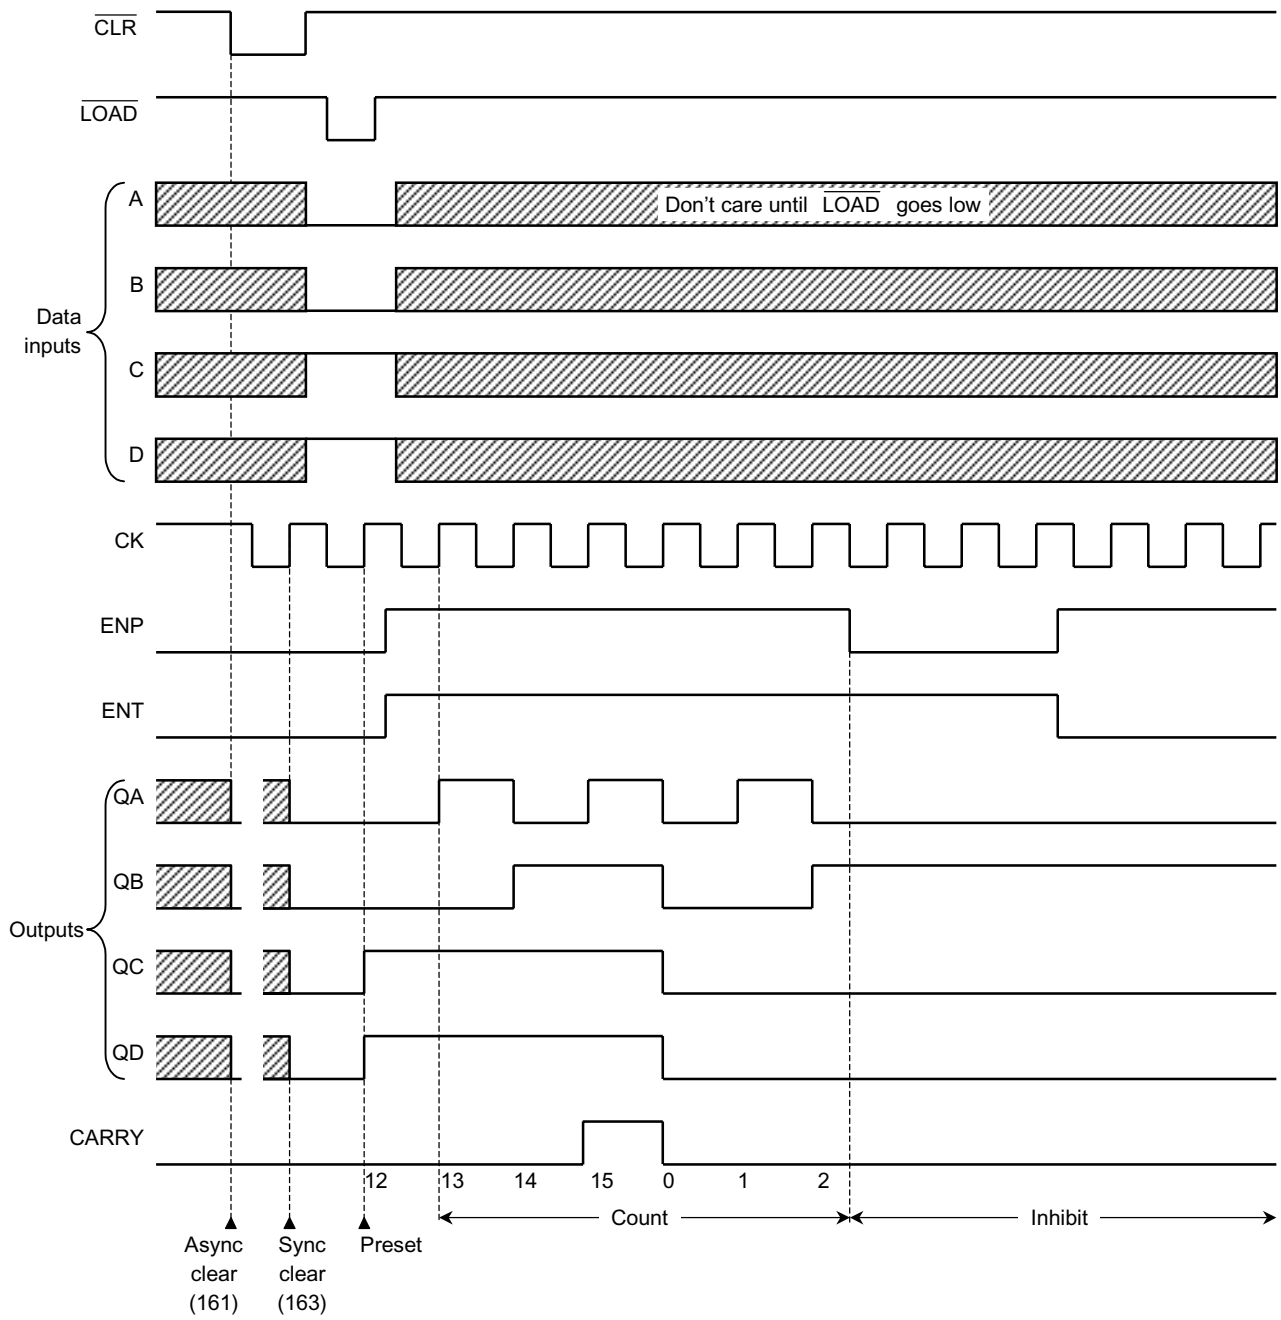 CLR
LOAD
A
Don't care until LOAD goes low
B
Data
inputs
C
D
CK
ENP
ENT
QA
QB
Outputs
QC
QD
CARRY
12 13 14 15 0 1 2
Count Inhibit
Async
clear
(161)
Sync
clear
(163)
Preset